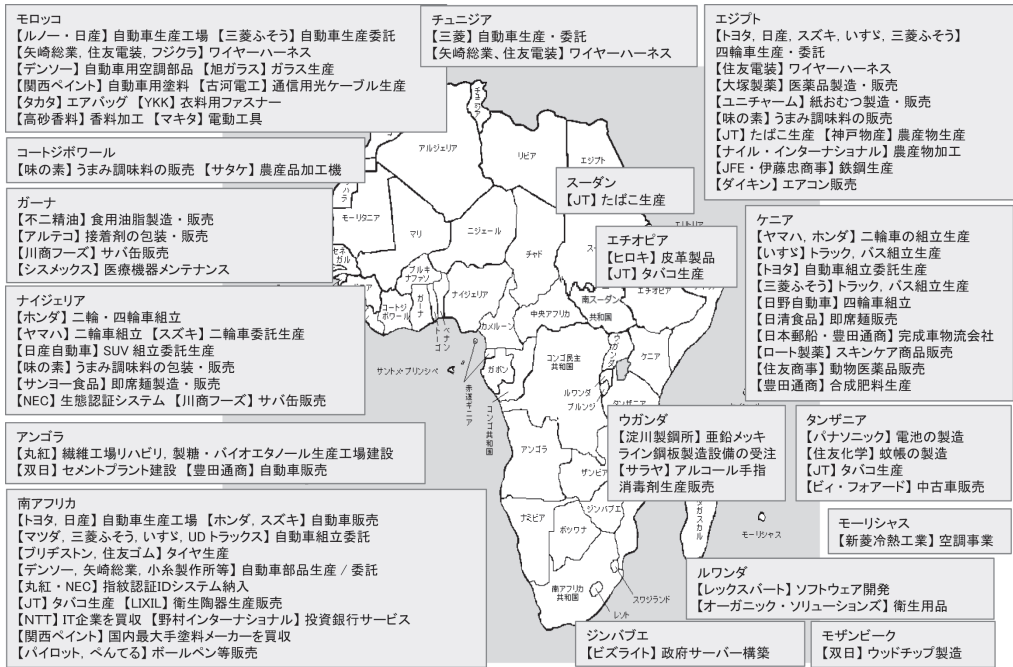 モロッコ
【ルノー・日産】自動車生産工場 【三菱ふそう】自動車生産委託
【矢崎総業, 住友電装, フジクラ】ワイヤーハーネス
【デンソー】自動車用空調部品 【旭ガラス】ガラス生産
【関西ペイント】自動車用塗料 【古河電工】通信用光ケーブル生産
【タカタ】エアバッグ 【YKK】衣料用ファスナー
【高砂香料】香料加工 【マキタ】電動工具
チュニジア
【三菱】自動車生産・委託
【矢崎総業、住友電装】ワイヤーハーネス
エジプト
【トヨタ, 日産, スズキ, いすゞ, 三菱ふそう】
四輪車生産・委託
【住友電装】ワイヤーハーネス
【大塚製薬】医薬品製造・販売
【ユニチャーム】紙おむつ製造・販売
【味の素】うまみ調味料の販売
【JT】たばこ生産 【神戸物産】農産物生産
【ナイル・インターナショナル】農産物加工
【JFE・伊藤忠商事】鉄鋼生産
【ダイキン】エアコン販売
コートジボワール
【味の素】うまみ調味料の販売 【サタケ】農産品加工機
スーダン
【JT】たばこ生産
ガーナ
【不二精油】食用油脂製造・販売
【アルテコ】接着剤の包装・販売
【川商フーズ】サバ缶販売
【シスメックス】医療機器メンテナンス
エチオピア
【ヒロキ】皮革製品
【JT】タバコ生産
ケニア
【ヤマハ, ホンダ】二輪車の組立生産
【いすゞ】トラック, バス組立生産
【トヨタ】自動車組立委託生産
【三菱ふそう】トラック, バス組立生産
【日野自動車】四輪車組立
【日清食品】即席麺販売
【日本郵船・豊田通商】完成車物流会社
【ロート製薬】スキンケア商品販売
【住友商事】動物医薬品販売
【豊田通商】合成肥料生産
ナイジェリア
【ホンダ】二輪・四輪車組立
【ヤマハ】二輪車組立 【スズキ】二輪車委託生産
【日産自動車】SUV 組立委託生産
【味の素】うまみ調味料の包装・販売
【サンヨー食品】即席麺製造・販売
【NEC】生態認証システム 【川商フーズ】サバ缶販売
アンゴラ
【丸紅】繊維工場リハビリ, 製糖・バイオエタノール生産工場建設
【双日】セメントプラント建設 【豊田通商】自動車販売
ウガンダ
【淀川製鋼所】亜鉛メッキ
ライン鋼板製造設備の受注
【サラヤ】アルコール手指
消毒剤生産販売
タンザニア
【パナソニック】電池の製造
【住友化学】蚊帳の製造
【JT】タバコ生産
【ビィ・フォアード】中古車販売
南アフリカ
【トヨタ, 日産】自動車生産工場 【ホンダ, スズキ】自動車販売
【マツダ, 三菱ふそう, いすゞ, UDトラックス】自動車組立委託
【ブリヂストン, 住友ゴム】タイヤ生産
【デンソー, 矢崎総業, 小糸製作所等】自動車部品生産 / 委託
【丸紅・NEC】指紋認証IDシステム納入
【JT】タバコ生産 【LIXIL】衛生陶器生産販売
【NTT】IT企業を買収 【野村インターナショナル】投資銀行サービス
【関西ペイント】国内最大手塗料メーカーを買収
【パイロット, ぺんてる】ボールペン等販売
モーリシャス
【新菱冷熱工業】空調事業
ルワンダ
【レックスバート】ソフトウェア開発
【オーガニック・ソリューションズ】衛生用品
ジンバブエ
【ビズライト】政府サーバー構築
モザンビーク
【双日】ウッドチップ製造
アルジェリア
リビア
エジプト
モーリタニア
マリ
ニジェール
チャド
セネガル
ブルキナファソ
ガーナ
コートジボワール
トーゴ
ベナン
ナイジェリア
カメルーン
中央アフリカ
南スーダン
共和国
エチオピア
サントメ・プリンシペ
赤道ギニア
ガボン
コンゴ共和国
コンゴ民主
共和国
ウガンダ
ケニア
ルワンダ
ブルンジ
タンザニア
アンゴラ
ザンビア
ジンバブエ
ナミビア
ボツワナ
モーリシャス
南アフリカ
共和国
スワジランド
レソト